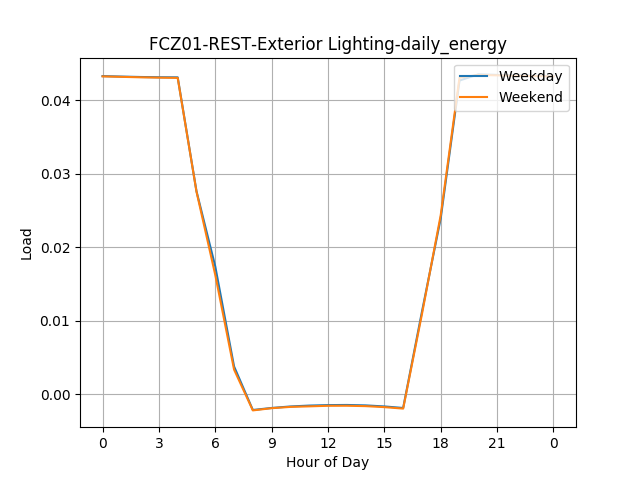 FCZ01-REST-Exterior Lighting-daily_energy
Weekday
Weekend
0.04
0.03
0.02
0.01
0.00
Load
0 3 6 9 12 15 18 21 0
Hour of Day